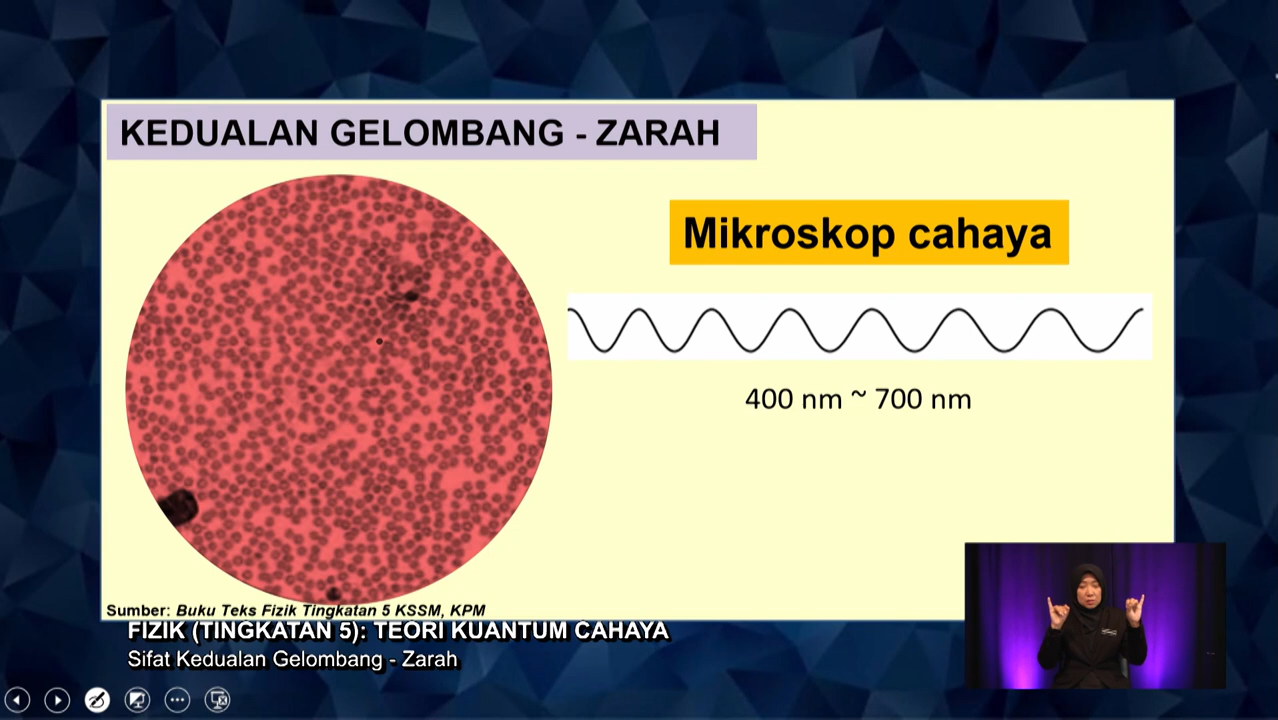 KEDUALAN GELOMBANG - ZARAH
Mikroskop cahaya
400 nm ~ 700 nm
Sumber: Buku Teks Fizik Tingkatan 5 KSSM, KPM
FIZIK (TINGKATAN 5): TEORI KUANTUM CAHAYA
Sifat Kedualan Gelombang - Zarah